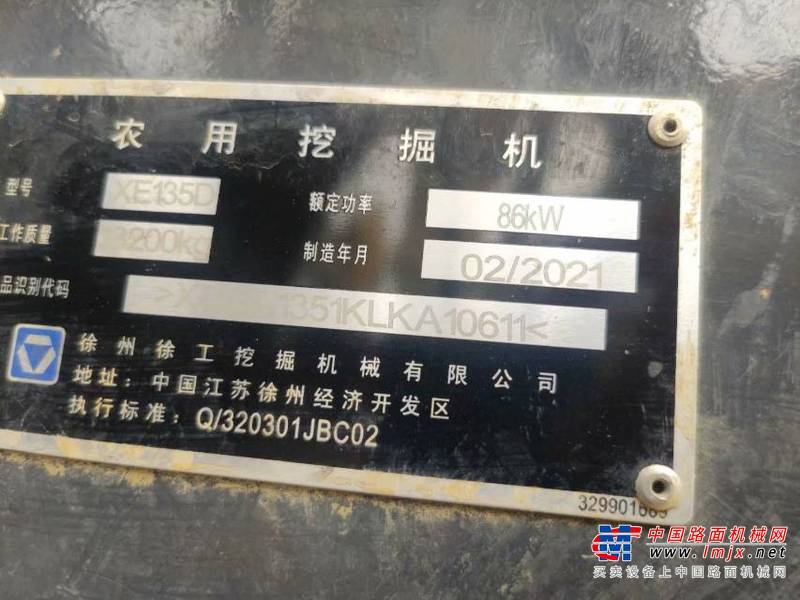 农用挖掘机
型号 XE135D 额定功率 86kW
工作质量 200kg 制造年月 02/2021
品识别代码 1351KLKA10611<
徐州徐工挖掘机械有限公司
地址：中国江苏徐州经济开发区
执行标准：Q/320301JBC02
中国路面机械网
www.lmjx.net
买卖设备上中国路面机械网